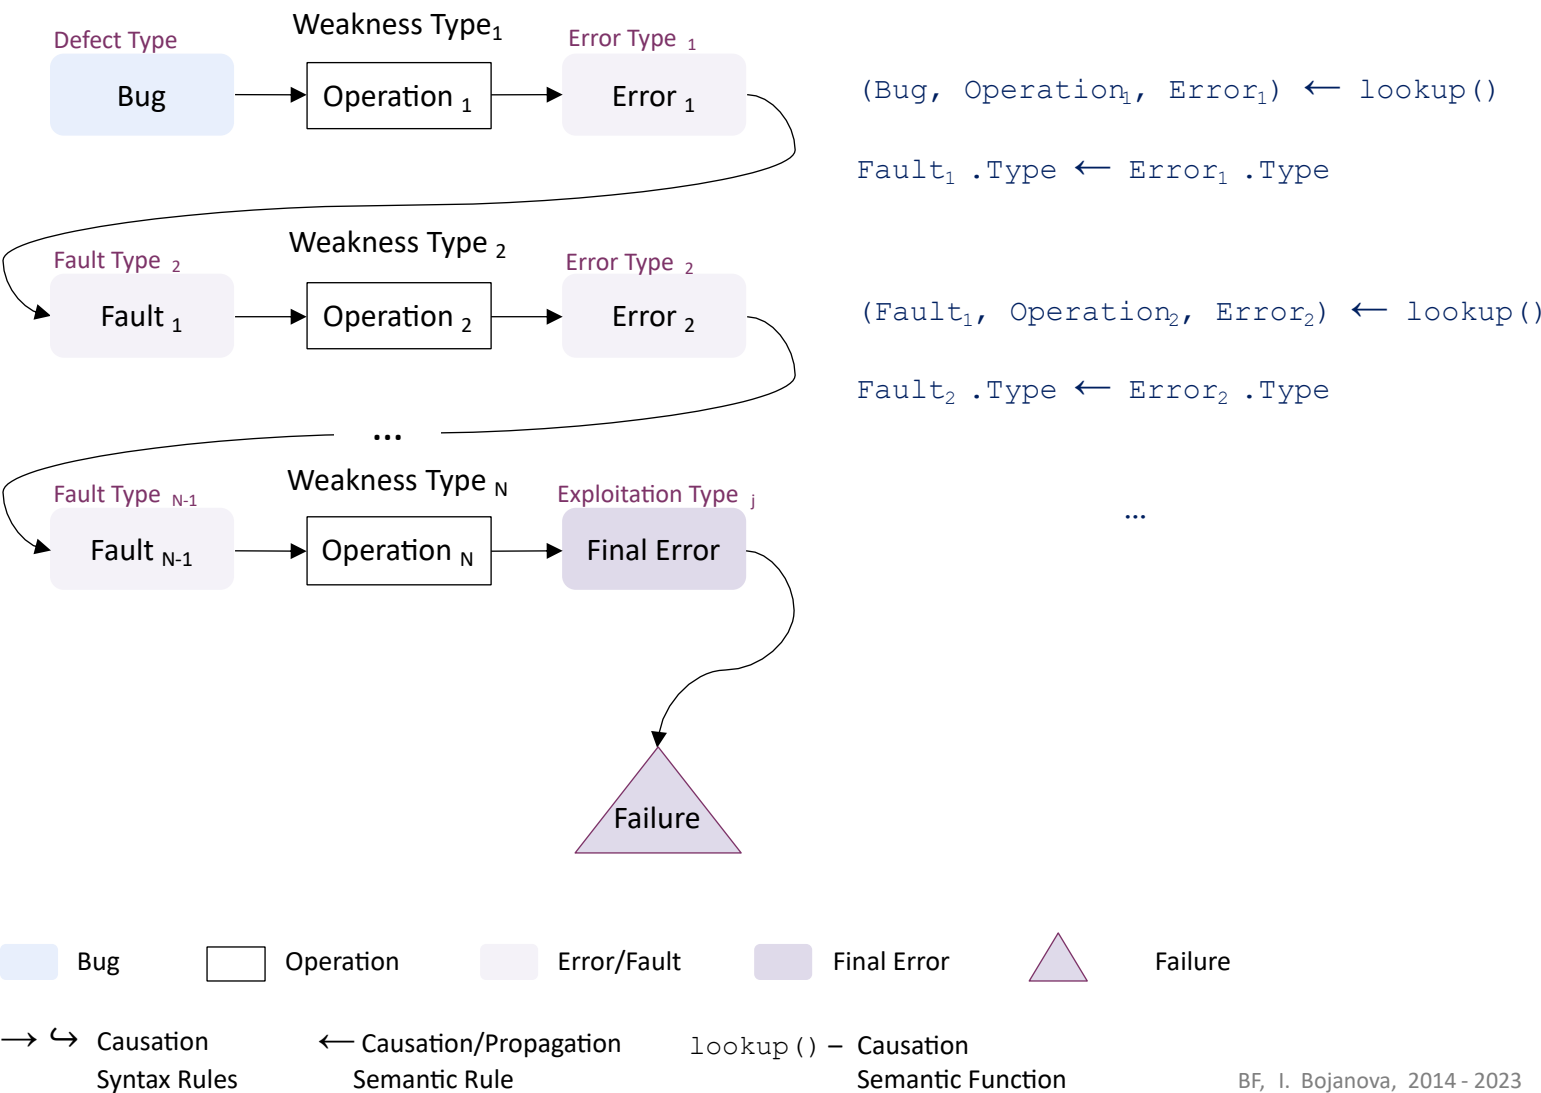 Weakness Type₁
Defect Type
Error Type ₁
Bug
Operation ₁
Error ₁
(Bug, Operation₁, Error₁) ← lookup()
Fault₁ .Type ← Error₁ .Type
Weakness Type ₂
Fault Type ₂
Error Type ₂
Fault ₁
Operation ₂
Error ₂
(Fault₁, Operation₂, Error₂) ← lookup()
Fault₂ .Type ← Error₂ .Type
...
Weakness Type N
Fault Type N-1
Exploitation Type j
...
Fault N-1
Operation N
Final Error
Failure
Bug
Operation
Error/Fault
Final Error
Failure
→ ↪ Causation
Syntax Rules
← Causation/Propagation
Semantic Rule
lookup() – Causation
Semantic Function
BF, I. Bojanova, 2014 - 2023